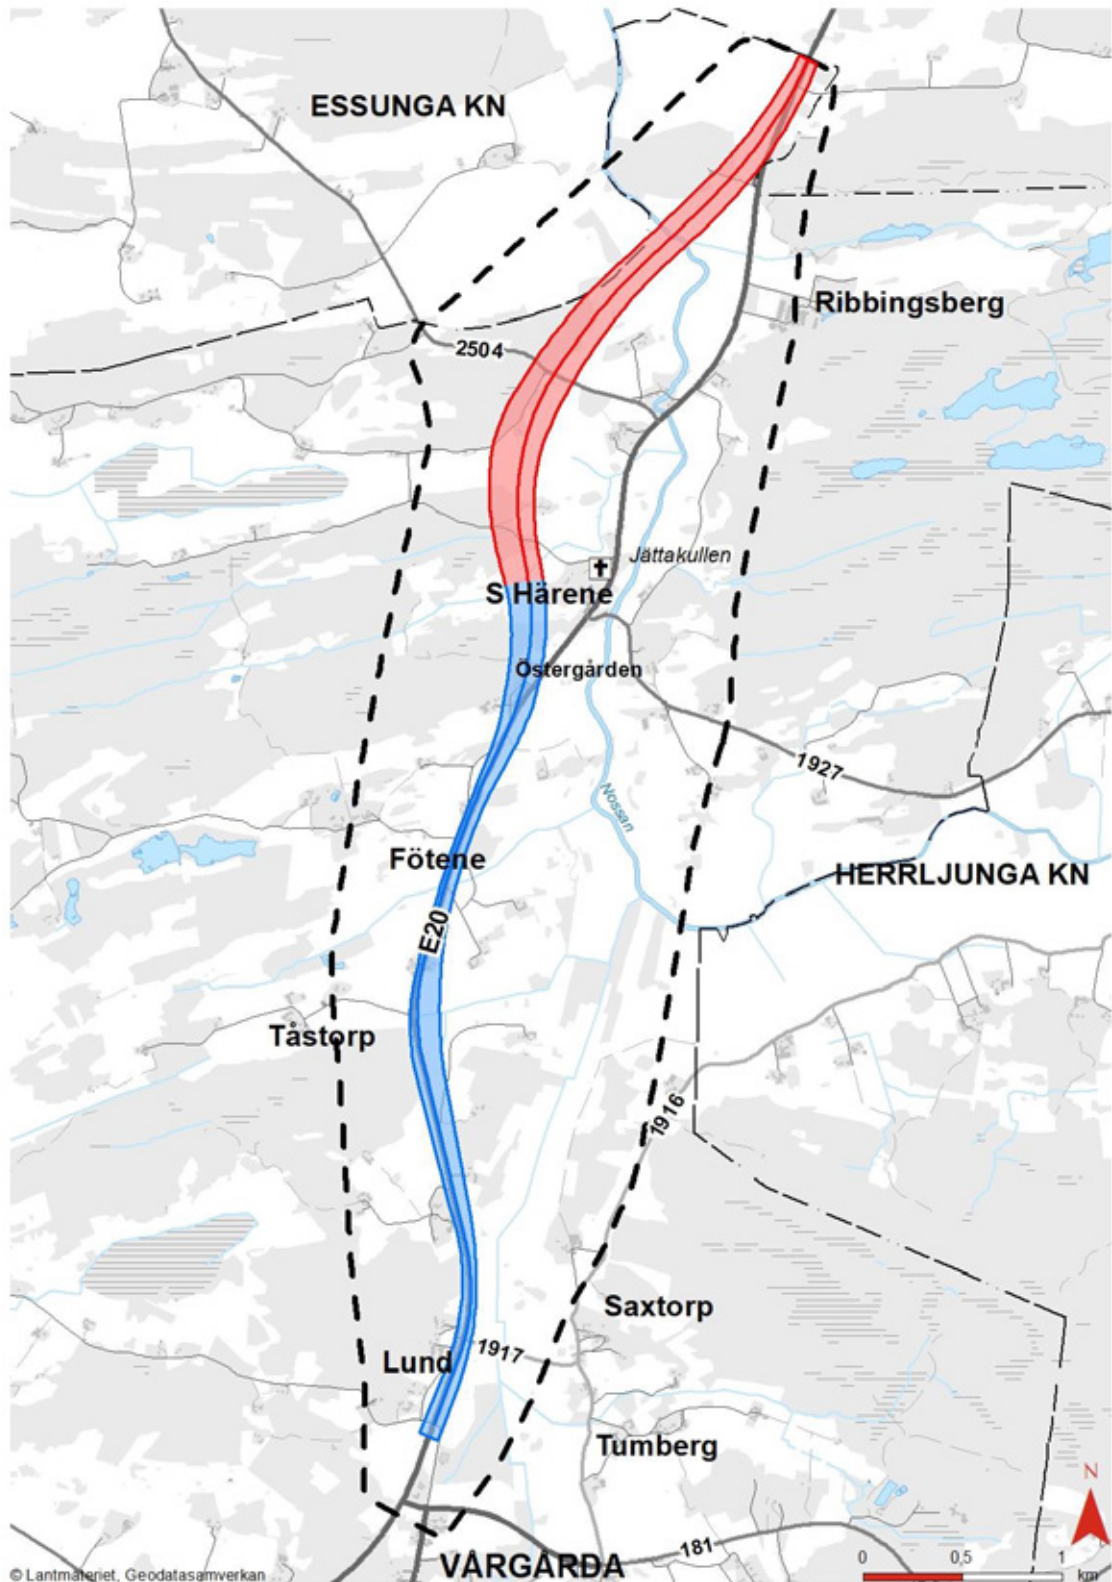 ESSUNGA KN
Ribbingsberg
2504
Jättakullen
S Härene
Östergården
1927
Nossan
Fötene
HERRLJUNGA KN
E20
Tåstorp
1916
Saxtorp
1917
Lund
Tumberg
N
181
0 0,5 1
km
VÅRGÅRDA
© Lantmäteriet, Geodatasamverkan